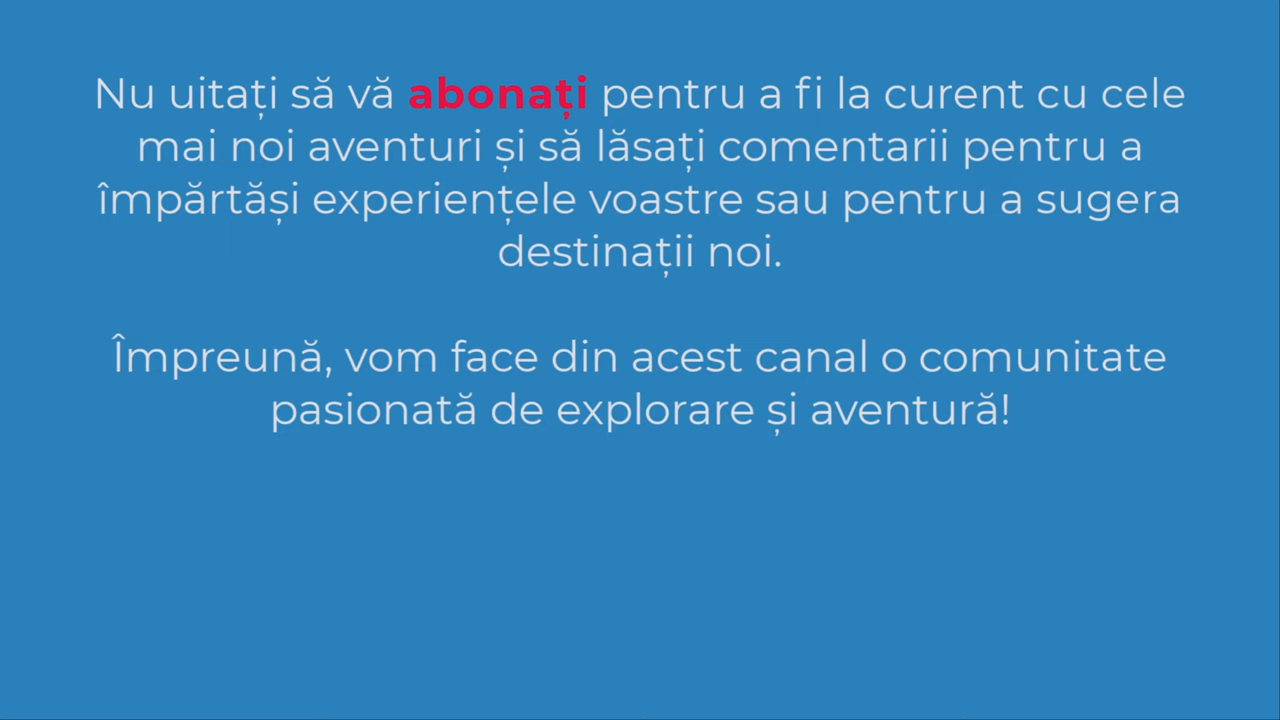 Nu uitați să vă abonați pentru a fi la curent cu cele
mai noi aventuri și să lăsați comentarii pentru a
împărtăși experiențele voastre sau pentru a sugera
destinații noi.
Împreună, vom face din acest canal o comunitate
pasionată de explorare și aventură!